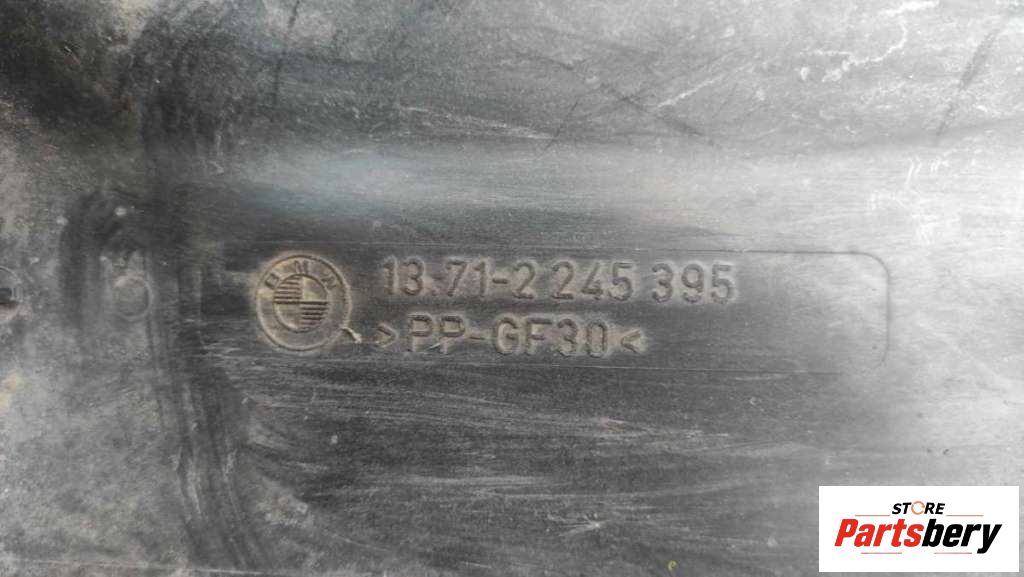 BMW
13.71-2 245 395
>PP-GF30<
STORE
Partsbery